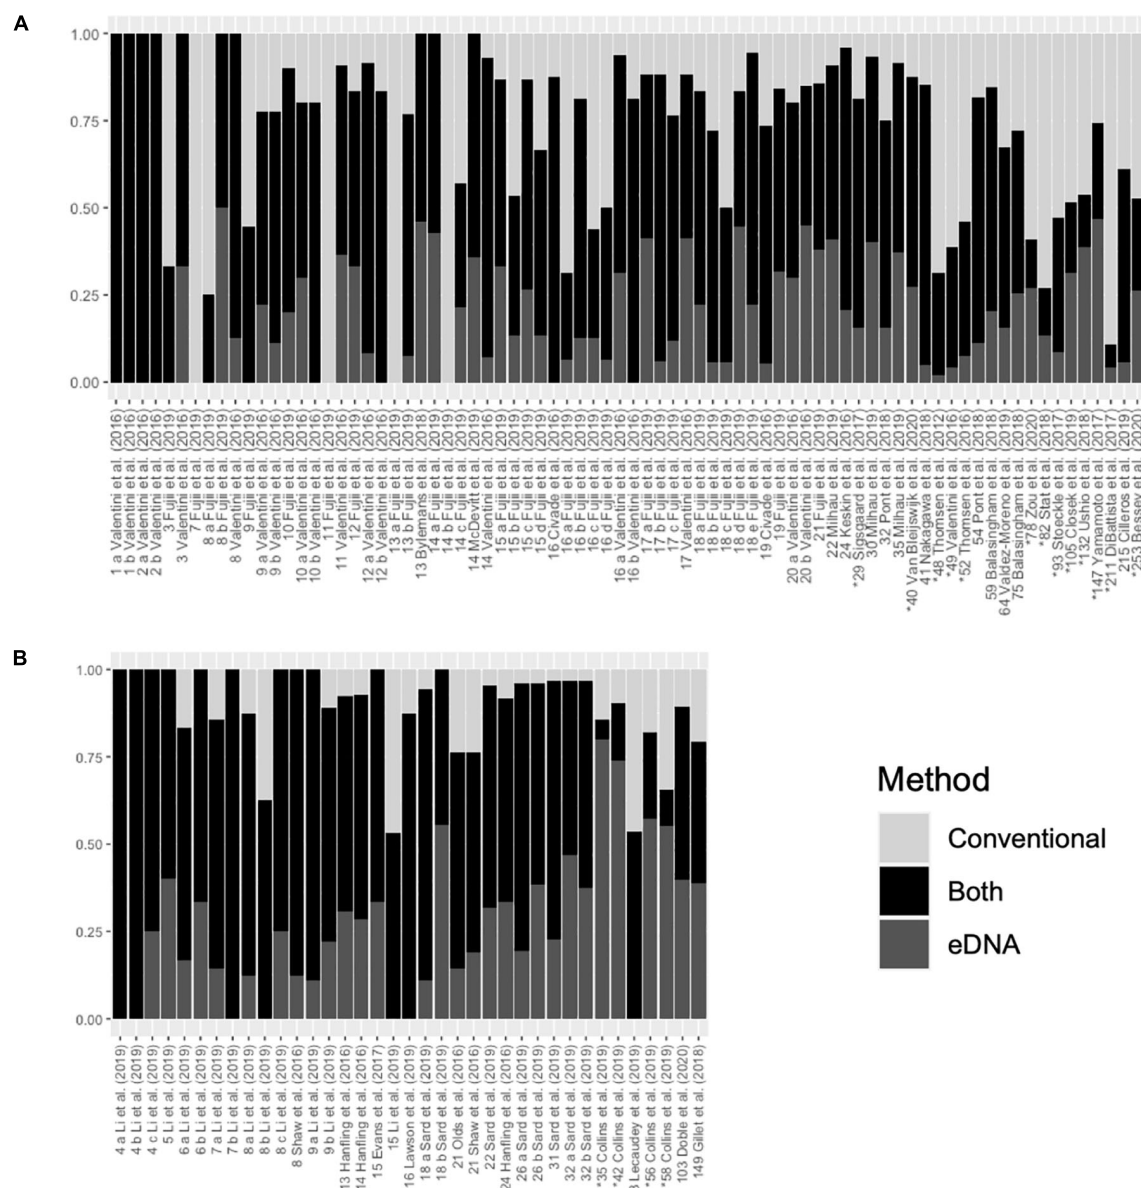 A
1.00
0.75
0.50
0.25
0.00
1 a Valentini et al. (2016)
1 b Valentini et al. (2016)
2 a Valentini et al. (2016)
2 b Valentini et al. (2016)
3 Fujii et al. (2019)
3 Valentini et al. (2016)
7 Fujii et al. (2019)
8 a Fujii et al. (2019)
8 b Fujii et al. (2019)
8 Valentini et al. (2016)
9 Fujii et al. (2019)
9 a Valentini et al. (2016)
9 b Valentini et al. (2016)
10 Fujii et al. (2019)
10 a Valentini et al. (2016)
10 b Valentini et al. (2016)
11 Fujii et al. (2019)
11 Valentini et al. (2016)
12 Fujii et al. (2019)
12 a Valentini et al. (2016)
12 b Valentini et al. (2016)
13 a Fujii et al. (2019)
13 b Fujii et al. (2019)
13 Bylemans et al. (2018)
14 a Fujii et al. (2019)
14 b Fujii et al. (2019)
14 c Fujii et al. (2019)
14 McDevitt et al. (2019)
14 Valentini et al. (2016)
15 a Fujii et al. (2019)
15 b Fujii et al. (2019)
15 c Fujii et al. (2019)
15 d Fujii et al. (2019)
16 Civade et al. (2016)
16 a Fujii et al. (2019)
16 b Fujii et al. (2019)
16 c Fujii et al. (2019)
16 d Fujii et al. (2019)
16 a Valentini et al. (2016)
16 b Valentini et al. (2016)
17 a Fujii et al. (2019)
17 b Fujii et al. (2019)
17 c Fujii et al. (2019)
17 Valentini et al. (2016)
18 a Fujii et al. (2019)
18 b Fujii et al. (2019)
18 c Fujii et al. (2019)
18 d Fujii et al. (2019)
18 e Fujii et al. (2019)
19 Civade et al. (2016)
19 Fujii et al. (2019)
20 a Valentini et al. (2016)
20 b Valentini et al. (2016)
21 Fujii et al. (2019)
22 Milhau et al. (2019)
24 Keskin et al. (2016)
*29 Sigsgaard et al. (2017)
30 Milhau et al. (2019)
32 Pont et al. (2018)
35 Milhau et al. (2019)
*40 Van Bleijswijk et al. (2020)
41 Nakagawa et al. (2018)
*48 Thomsen et al. (2012)
*49 Valentini et al. (2016)
*52 Thomsen et al. (2016)
54 Pont et al. (2018)
59 Balasingham et al. (2018)
64 Valdez-Moreno et al. (2019)
75 Balasingham et al. (2018)
*78 Zou et al. (2020)
*82 Stat et al. (2018)
*93 Stoeckle et al. (2017)
*105 Closek et al. (2019)
*132 Ushio et al. (2018)
*147 Yamamoto et al. (2017)
*211 DiBattista et al. (2017)
215 Cilleros et al. (2019)
*253 Bessey et al. (2020)
B
1.00
0.75
0.50
0.25
0.00
4 a Li et al. (2019)
4 b Li et al. (2019)
4 c Li et al. (2019)
5 Li et al. (2019)
6 a Li et al. (2019)
6 b Li et al. (2019)
7 a Li et al. (2019)
7 b Li et al. (2019)
8 a Li et al. (2019)
8 b Li et al. (2019)
8 c Li et al. (2019)
8 Shaw et al. (2016)
9 a Li et al. (2019)
9 b Li et al. (2019)
13 Hanfling et al. (2016)
14 Hanfling et al. (2016)
15 Evans et al. (2017)
15 Li et al. (2019)
16 Lawson et al. (2019)
18 a Sard et al. (2019)
18 b Sard et al. (2019)
21 Olds et al. (2016)
21 Shaw et al. (2016)
22 Sard et al. (2019)
24 Hanfling et al. (2016)
26 a Sard et al. (2019)
26 b Sard et al. (2019)
31 Sard et al. (2019)
32 a Sard et al. (2019)
32 b Sard et al. (2019)
*35 Collins et al. (2019)
*42 Collins et al. (2019)
Lecaudey et al. (2019)
*56 Collins et al. (2019)
*58 Collins et al. (2019)
103 Doble et al. (2020)
149 Gillet et al. (2018)
Method
Conventional
Both
eDNA